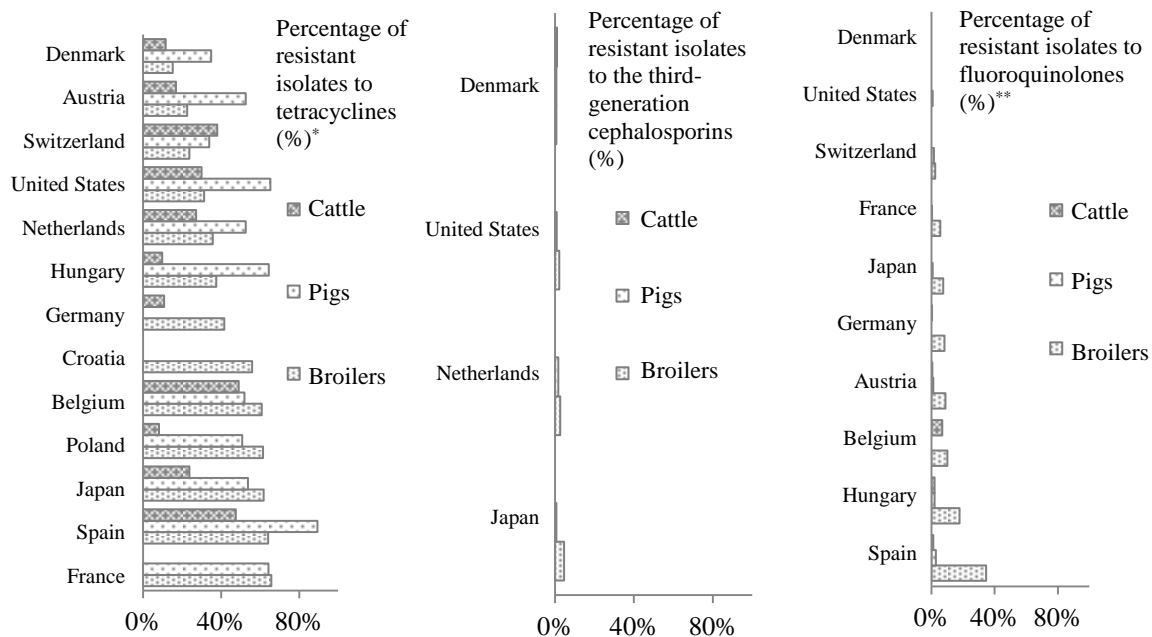 Percentage of
resistant
isolates to
tetracyclines
(%)*
Denmark
Austria
Switzerland
United States
Netherlands
Hungary
Germany
Croatia
Belgium
Poland
Japan
Spain
France
Cattle
Pigs
Broilers
0% 40% 80%
Percentage of
resistant isolates
to the third-
generation
cephalosporins
(%)
Denmark
United States
Netherlands
Japan
Cattle
Pigs
Broilers
0% 40% 80%
Percentage of
resistant isolates to
fluoroquinolones
(%)**
Denmark
United States
Switzerland
France
Japan
Germany
Austria
Belgium
Hungary
Spain
Cattle
Pigs
Broilers
0% 40% 80%